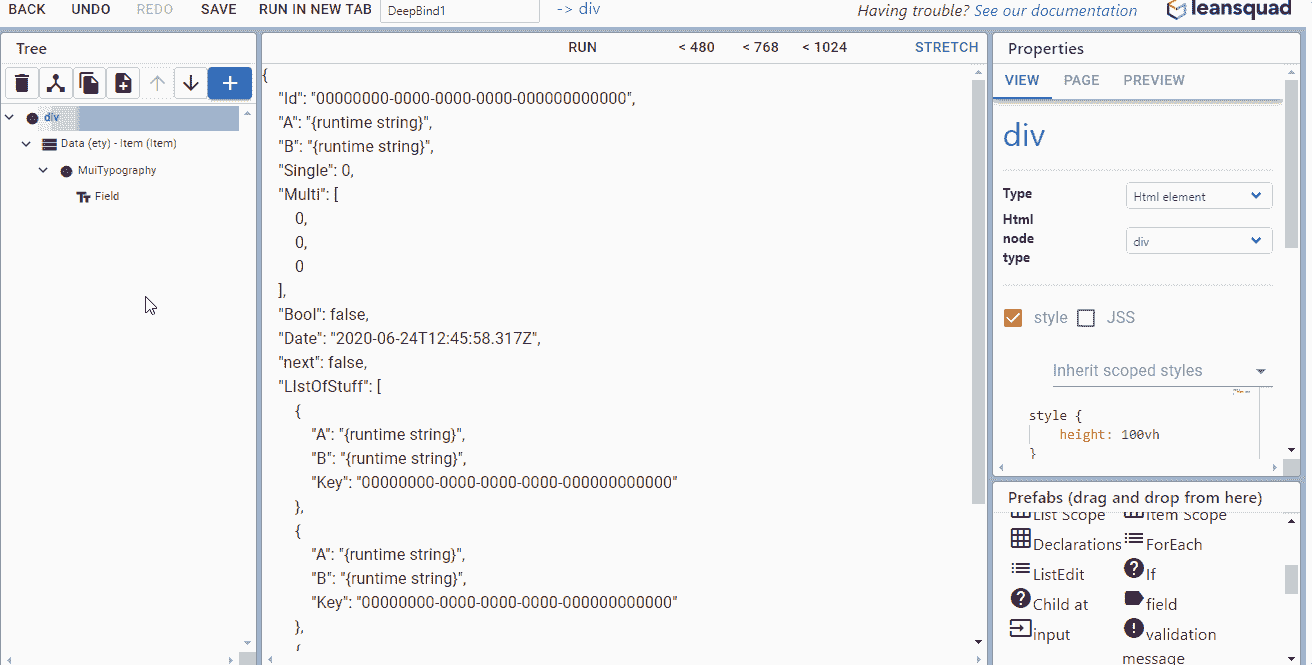 BACK UNDO REDO SAVE RUN IN NEW TAB DeepBind1 -> div Having trouble? See our documentation leansquad
Tree
div
Data (ety) - Item (Item)
MuiTypography
Field
RUN < 480 < 768 < 1024 STRETCH
{
"Id": "00000000-0000-0000-0000-000000000000",
"A": "{runtime string}",
"B": "{runtime string}",
"Single": 0,
"Multi": [
0,
0,
0
],
"Bool": false,
"Date": "2020-06-24T12:45:58.317Z",
"next": false,
"LIstOfStuff": [
{
"A": "{runtime string}",
"B": "{runtime string}",
"Key": "00000000-0000-0000-0000-000000000000"
},
{
"A": "{runtime string}",
"B": "{runtime string}",
"Key": "00000000-0000-0000-0000-000000000000"
},
{
Properties
VIEW PAGE PREVIEW
div
Type Html element
Html node type div
style JSS
Inherit scoped styles
style {
height: 100vh
}
Prefabs (drag and drop from here)
List Scope Item Scope
Declarations ForEach
ListEdit If
Child at field
input validation
message